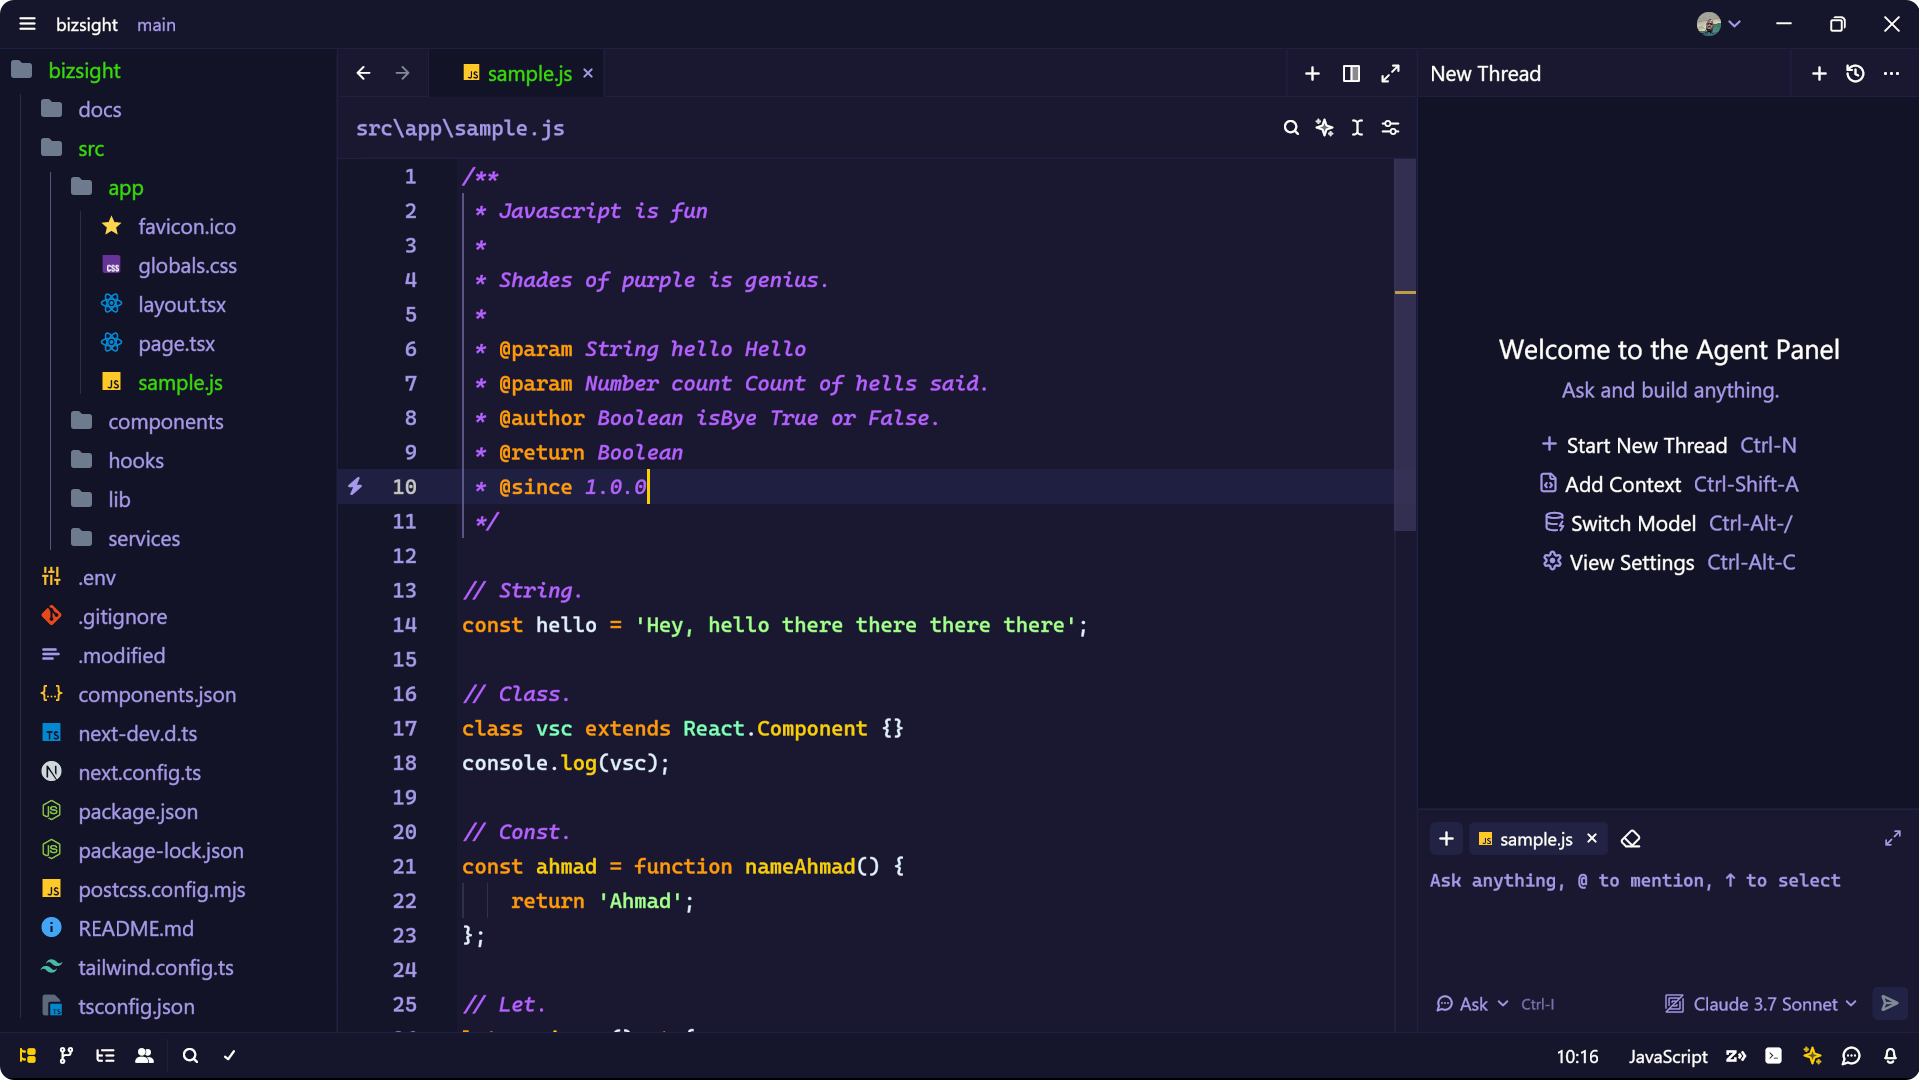 bizsight main
bizsight
docs
src
app
favicon.ico
globals.css
layout.tsx
page.tsx
sample.js
components
hooks
lib
services
.env
.gitignore
.modified
components.json
next-dev.d.ts
next.config.ts
package.json
package-lock.json
postcss.config.mjs
README.md
tailwind.config.ts
tsconfig.json
sample.js
src\app\sample.js
1 /**
2 * Javascript is fun
3 *
4 * Shades of purple is genius.
5 *
6 * @param String hello Hello
7 * @param Number count Count of hells said.
8 * @author Boolean isBye True or False.
9 * @return Boolean
10 * @since 1.0.0
11 */
12
13 // String.
14 const hello = 'Hey, hello there there there there';
15
16 // Class.
17 class vsc extends React.Component {}
18 console.log(vsc);
19
20 // Const.
21 const ahmad = function nameAhmad() {
22 return 'Ahmad';
23 };
24
25 // Let.
New Thread
Welcome to the Agent Panel
Ask and build anything.
Start New Thread Ctrl-N
Add Context Ctrl-Shift-A
Switch Model Ctrl-Alt-/
View Settings Ctrl-Alt-C
sample.js
Ask anything, @ to mention, ↑ to select
Ask Ctrl-I Claude 3.7 Sonnet
10:16 JavaScript